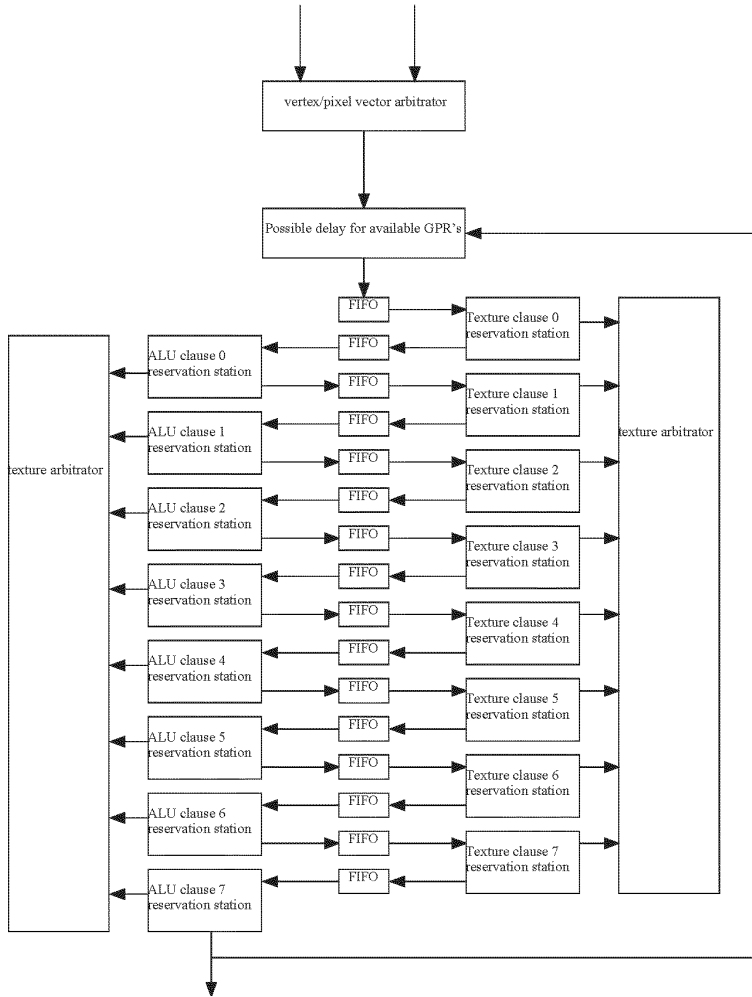 vertex/pixel vector arbitrator
Possible delay for available GPR's
FIFO
Texture clause 0
reservation station
FIFO
ALU clause 0
reservation station
FIFO
Texture clause 1
reservation station
FIFO
ALU clause 1
reservation station
texture arbitrator
texture arbitrator
FIFO
Texture clause 2
reservation station
FIFO
ALU clause 2
reservation station
FIFO
Texture clause 3
reservation station
FIFO
ALU clause 3
reservation station
FIFO
Texture clause 4
reservation station
FIFO
ALU clause 4
reservation station
FIFO
Texture clause 5
reservation station
FIFO
ALU clause 5
reservation station
FIFO
Texture clause 6
reservation station
FIFO
ALU clause 6
reservation station
FIFO
Texture clause 7
reservation station
FIFO
ALU clause 7
reservation station